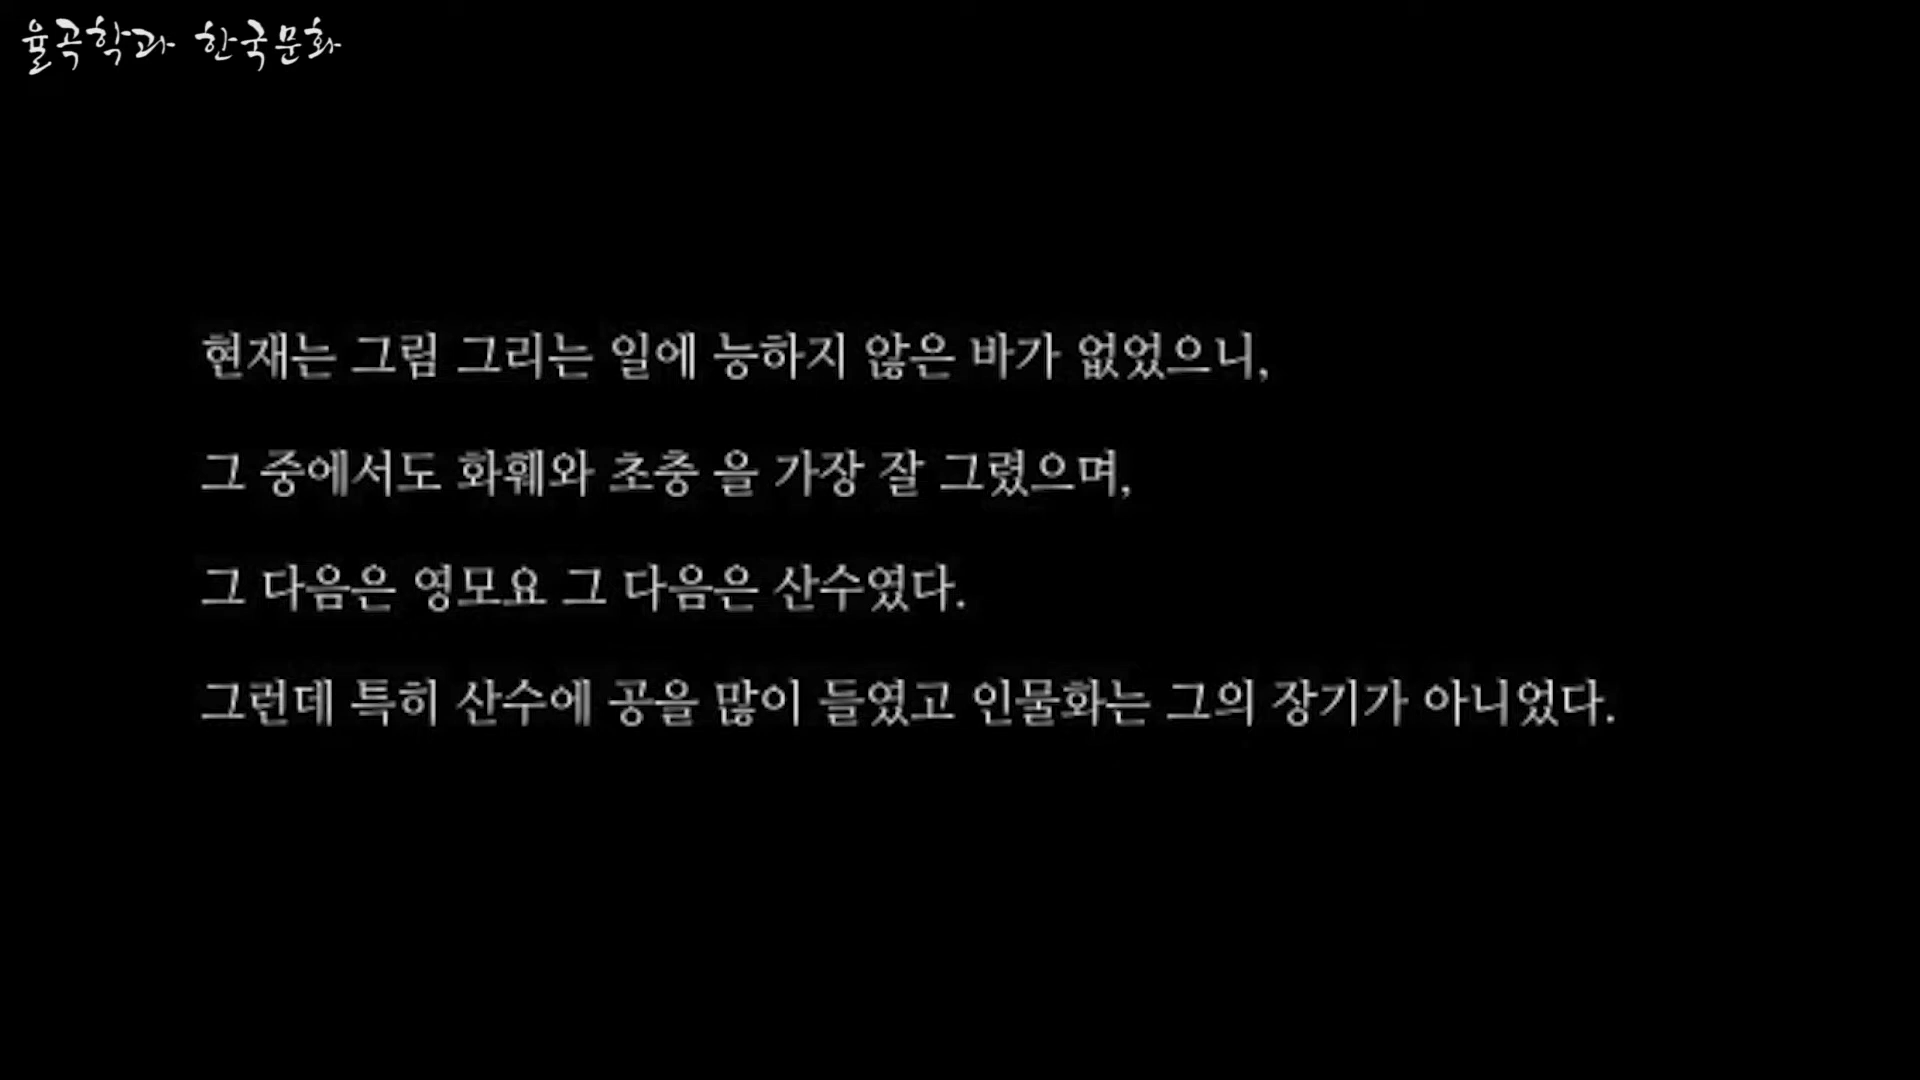 율곡학과 한국문화
현재는 그림 그리는 일에 능하지 않은 바가 없었으니,
그 중에서도 화훼와 초충 을 가장 잘 그렸으며,
그 다음은 영모요 그 다음은 산수였다.
그런데 특히 산수에 공을 많이 들였고 인물화는 그의 장기가 아니었다.